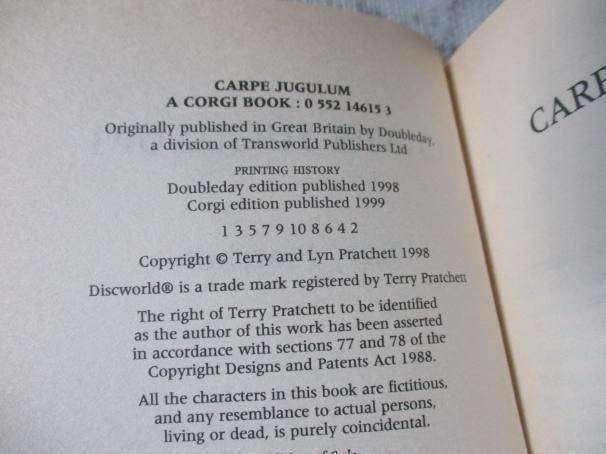 CARPE JUGULUM
A CORGI BOOK : 0 552 14615 3
Originally published in Great Britain by Doubleday,
a division of Transworld Publishers Ltd
PRINTING HISTORY
Doubleday edition published 1998
Corgi edition published 1999
1 3 5 7 9 10 8 6 4 2
Copyright © Terry and Lyn Pratchett 1998
Discworld® is a trade mark registered by Terry Pratchett
The right of Terry Pratchett to be identified
as the author of this work has been asserted
in accordance with sections 77 and 78 of the
Copyright Designs and Patents Act 1988.
All the characters in this book are fictitious,
and any resemblance to actual persons,
living or dead, is purely coincidental.
CARP